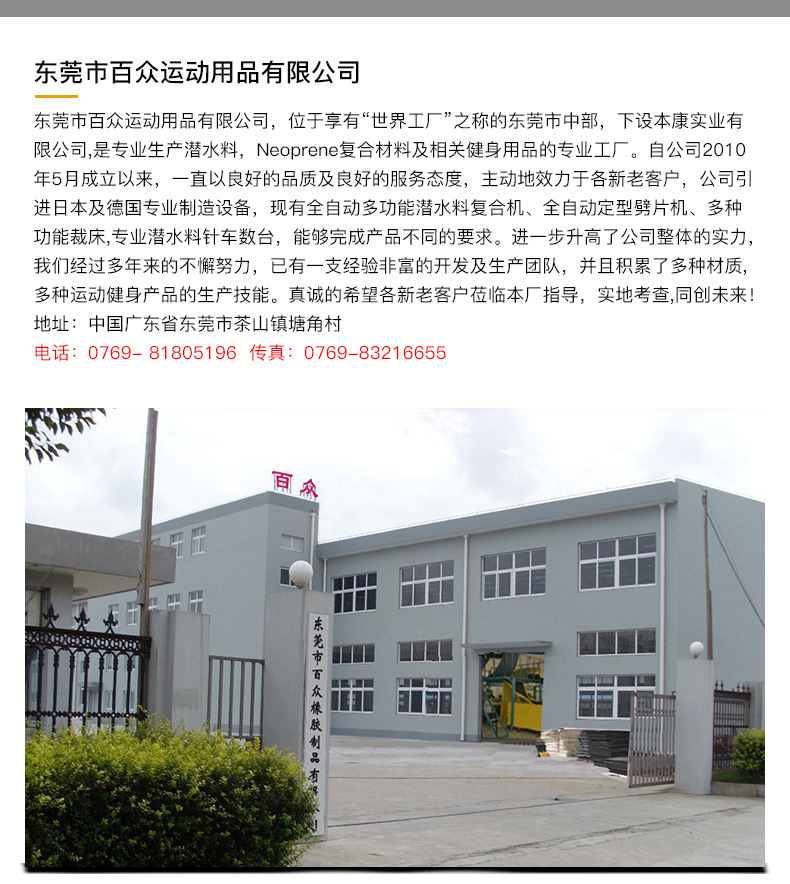 东莞市百众运动用品有限公司
东莞市百众运动用品有限公司，位于享有“世界工厂”之称的东莞市中部，下设本康实业有
限公司,是专业生产潜水料，Neoprene复合材料及相关健身用品的专业工厂。自公司2010
年5月成立以来，一直以良好的品质及良好的服务态度，主动地效力于各新老客户，公司引
进日本及德国专业制造设备，现有全自动多功能潜水料复合机、全自动定型劈片机、多种
功能裁床,专业潜水料针车数台，能够完成产品不同的要求。进一步升高了公司整体的实力，
我们经过多年来的不懈努力，已有一支经验非富的开发及生产团队，并且积累了多种材质，
多种运动健身产品的生产技能。真诚的希望各新老客户莅临本厂指导，实地考查,同创未来！
地址：中国广东省东莞市茶山镇塘角村
电话：0769- 81805196 传真：0769-83216655
百众
东莞市百众橡胶制品有限公司